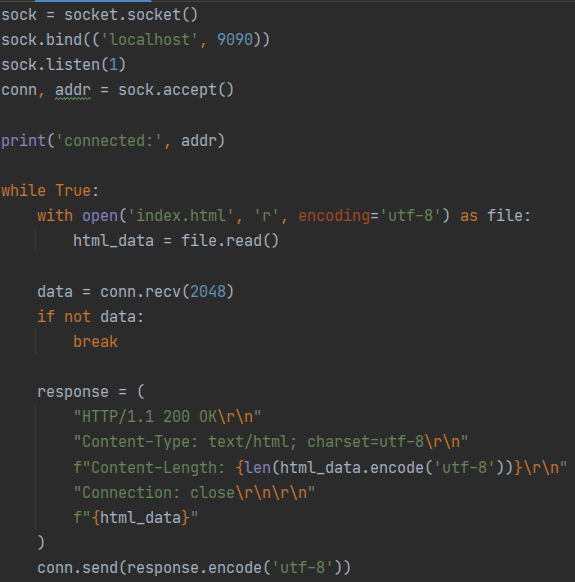 sock = socket.socket()
sock.bind(('localhost', 9090))
sock.listen(1)
conn, addr = sock.accept()

print('connected:', addr)

while True:
    with open('index.html', 'r', encoding='utf-8') as file:
        html_data = file.read()

    data = conn.recv(2048)
    if not data:
        break

    response = (
        "HTTP/1.1 200 OK\r\n"
        "Content-Type: text/html; charset=utf-8\r\n"
        f"Content-Length: {len(html_data.encode('utf-8'))}\r\n"
        "Connection: close\r\n\r\n"
        f"{html_data}"
    )
    conn.send(response.encode('utf-8'))